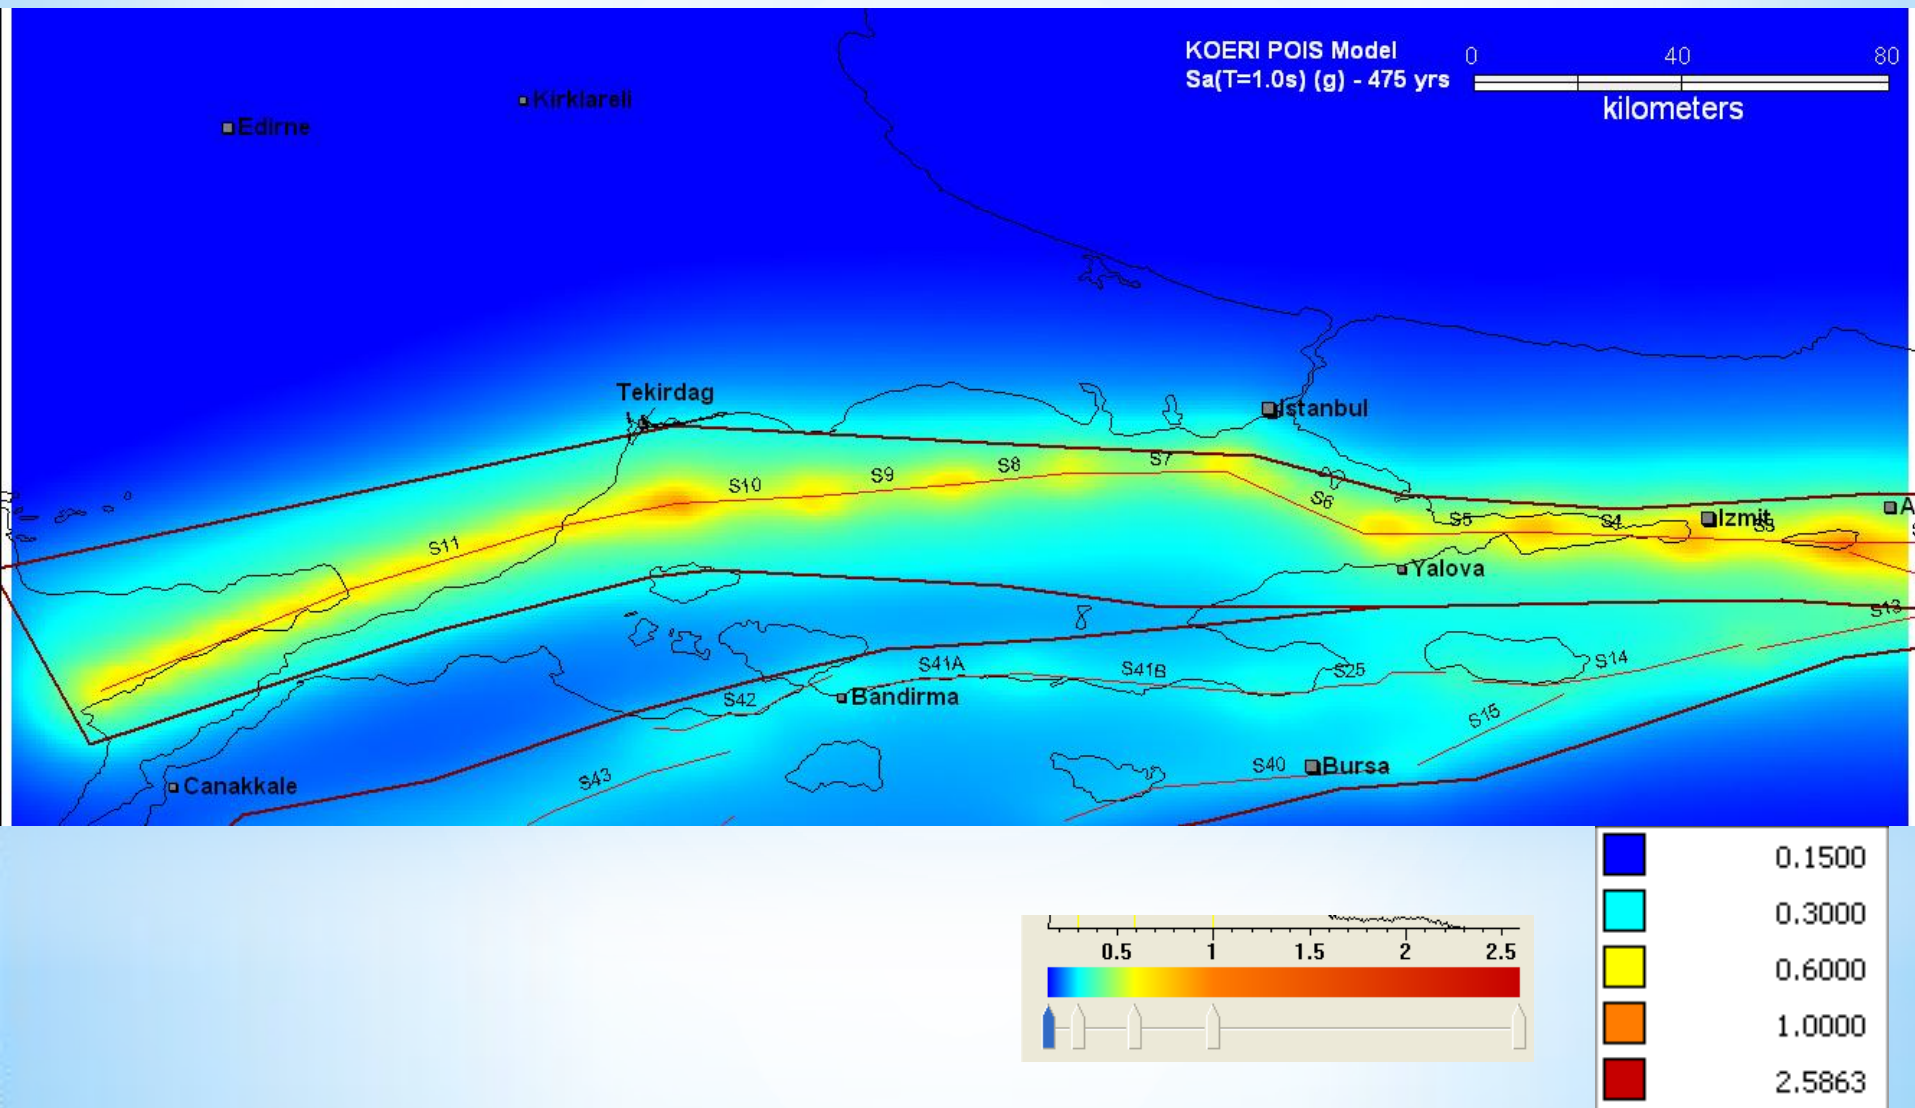 KOERI POIS Model
Sa(T=1.0s) (g) - 475 yrs
0 40 80
kilometers
Kirklareli
Edirne
Tekirdag
Istanbul
S7
S8
S9
S10
S6
S11
S5
S4
Izmit
S3
A
Yalova
S13
S41A
S41B
S25
S14
S42
Bandirma
S15
S43
S40
Bursa
Canakkale
0.5 1 1.5 2 2.5
0.1500
0.3000
0.6000
1.0000
2.5863